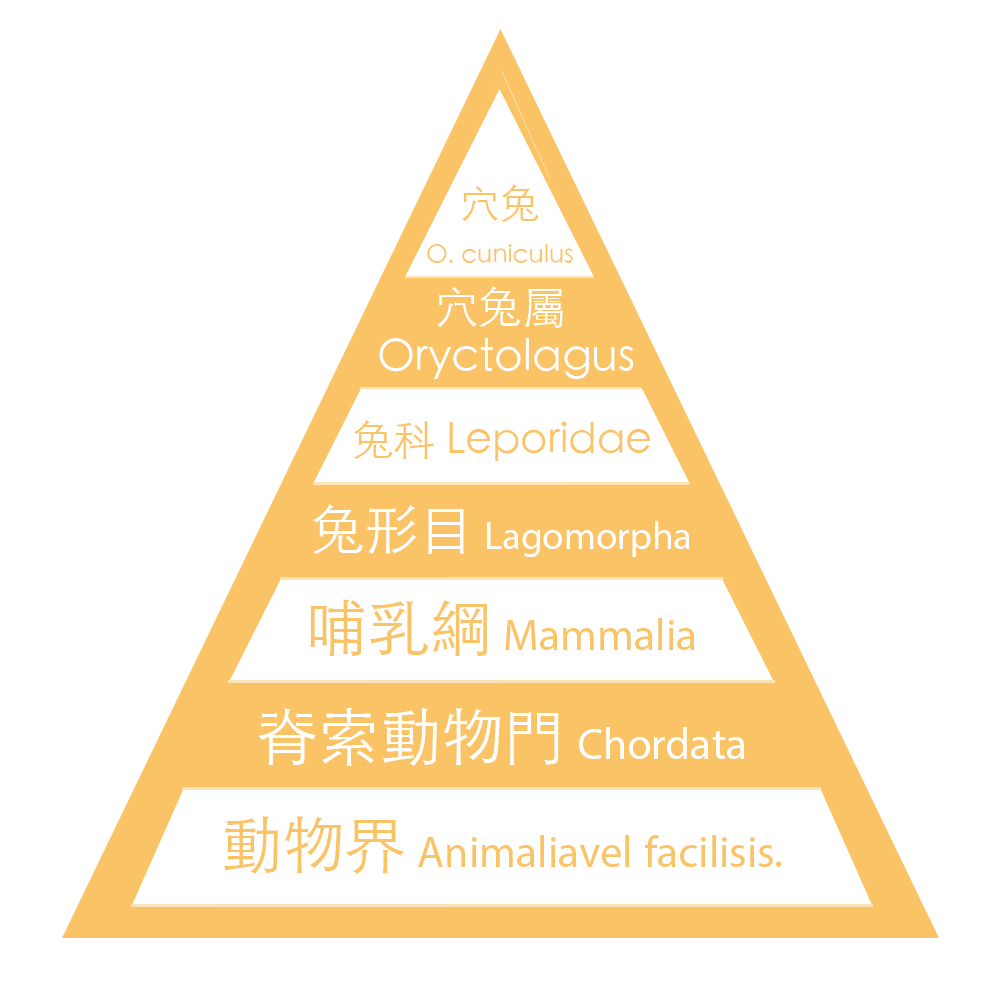 穴兔
O. cuniculus
穴兔屬
Oryctolagus
兔科 Leporidae
兔形目 Lagomorpha
哺乳綱 Mammalia
脊索動物門 Chordata
動物界 Animaliavel facilisis.